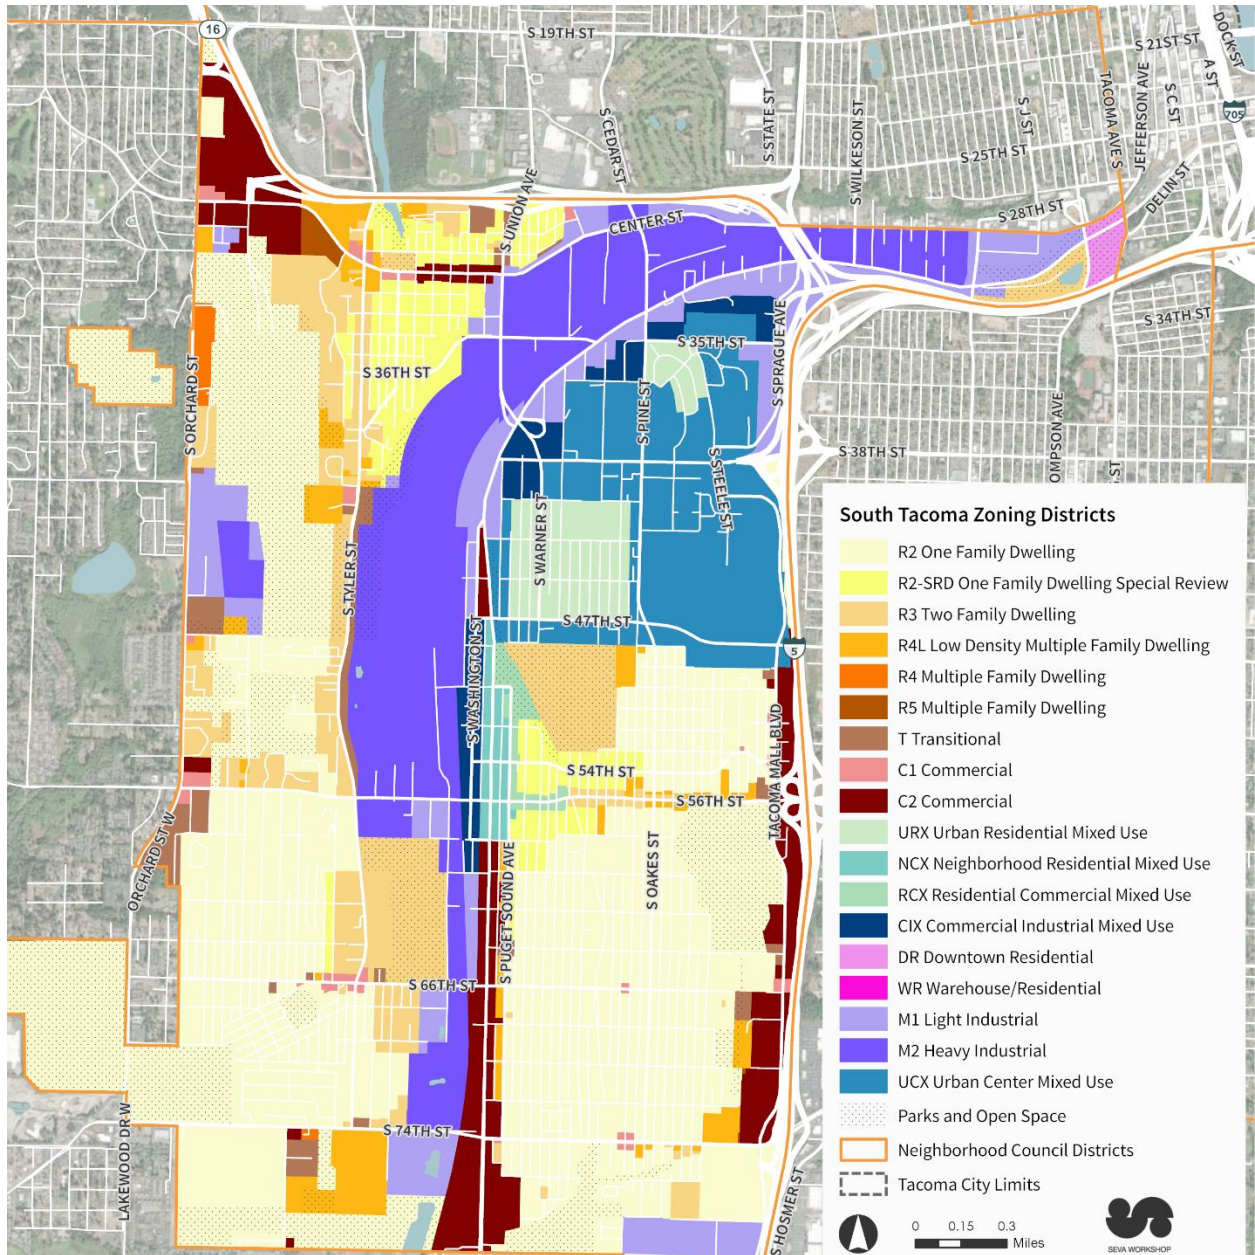 16
S 19TH ST
S 21ST ST
DOCK ST
A ST
705
S CEDAR ST
S STATE ST
S WILKESON ST
S J ST
TACOMA AVE S
JEFFERSON AVE
S C ST
S 25TH ST
DELIN ST
S 28TH ST
S UNION AVE
CENTER ST
S 34TH ST
S 35TH ST
S SPRAGUE AVE
S 36TH ST
S ORCHARD ST
S PINE ST
S 38TH ST
OMPSON AVE
S ST
S STEELE ST
S WARNER ST
S TYLER ST
S 47TH ST
5
S WASHINGTON ST
TACOMA MALL BLVD
S 54TH ST
S 56TH ST
ORCHARD ST W
S OAKES ST
S PUGET SOUND AVE
S 66TH ST
S 74TH ST
LAKEWOOD DR W
S HOSMER ST
South Tacoma Zoning Districts
R2 One Family Dwelling
R2-SRD One Family Dwelling Special Review
R3 Two Family Dwelling
R4L Low Density Multiple Family Dwelling
R4 Multiple Family Dwelling
R5 Multiple Family Dwelling
T Transitional
C1 Commercial
C2 Commercial
URX Urban Residential Mixed Use
NCX Neighborhood Residential Mixed Use
RCX Residential Commercial Mixed Use
CIX Commercial Industrial Mixed Use
DR Downtown Residential
WR Warehouse/Residential
M1 Light Industrial
M2 Heavy Industrial
UCX Urban Center Mixed Use
Parks and Open Space
Neighborhood Council Districts
Tacoma City Limits
0 0.15 0.3
Miles
SEVA WORKSHOP